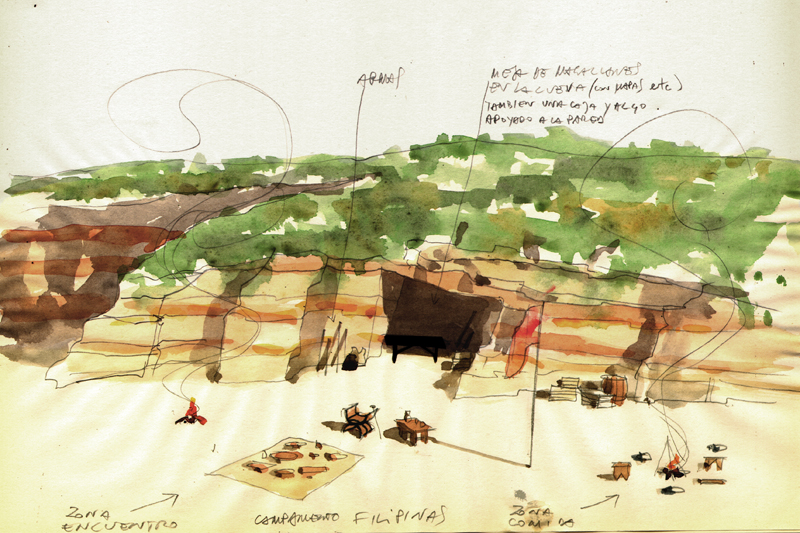 ARMAS
MESA DE MAGALLANES
EN LA CUEVA (con MAPAS etc)
TAMBIEN UNA CAJA Y ALGO.
APOYADO A LA PARED
ZONA
ENCUENTRO
CAMPAMENTO FILIPINAS
ZONA
COMIDA